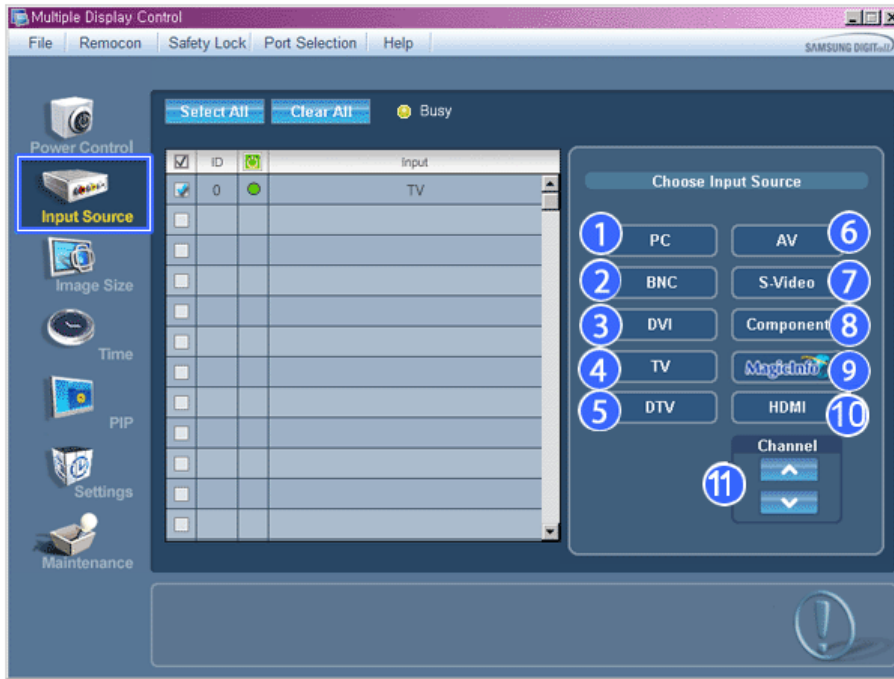 Multiple Display Control
File Remocon Safety Lock Port Selection Help
SAMSUNG DIGITall
Select All Clear All Busy
Power Control
Input Source
Image Size
Time
PIP
Settings
Maintenance
ID Input
0 TV
Choose Input Source
1 PC AV 6
2 BNC S-Video 7
3 DVI Component 8
4 TV MagicInfo 9
5 DTV HDMI 10
Channel
11